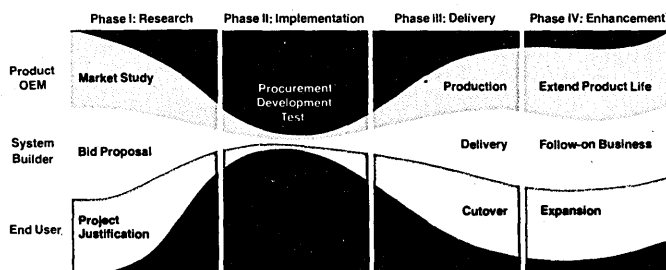 Phase I: Research Phase II: Implementation Phase III: Delivery Phase IV: Enhancement
Product
OEM
Market Study
Procurement
Development
Test
Production
Extend Product Life
System
Builder
Bid Proposal
Delivery
Follow-on Business
End User
Project
Justification
Cutover
Expansion